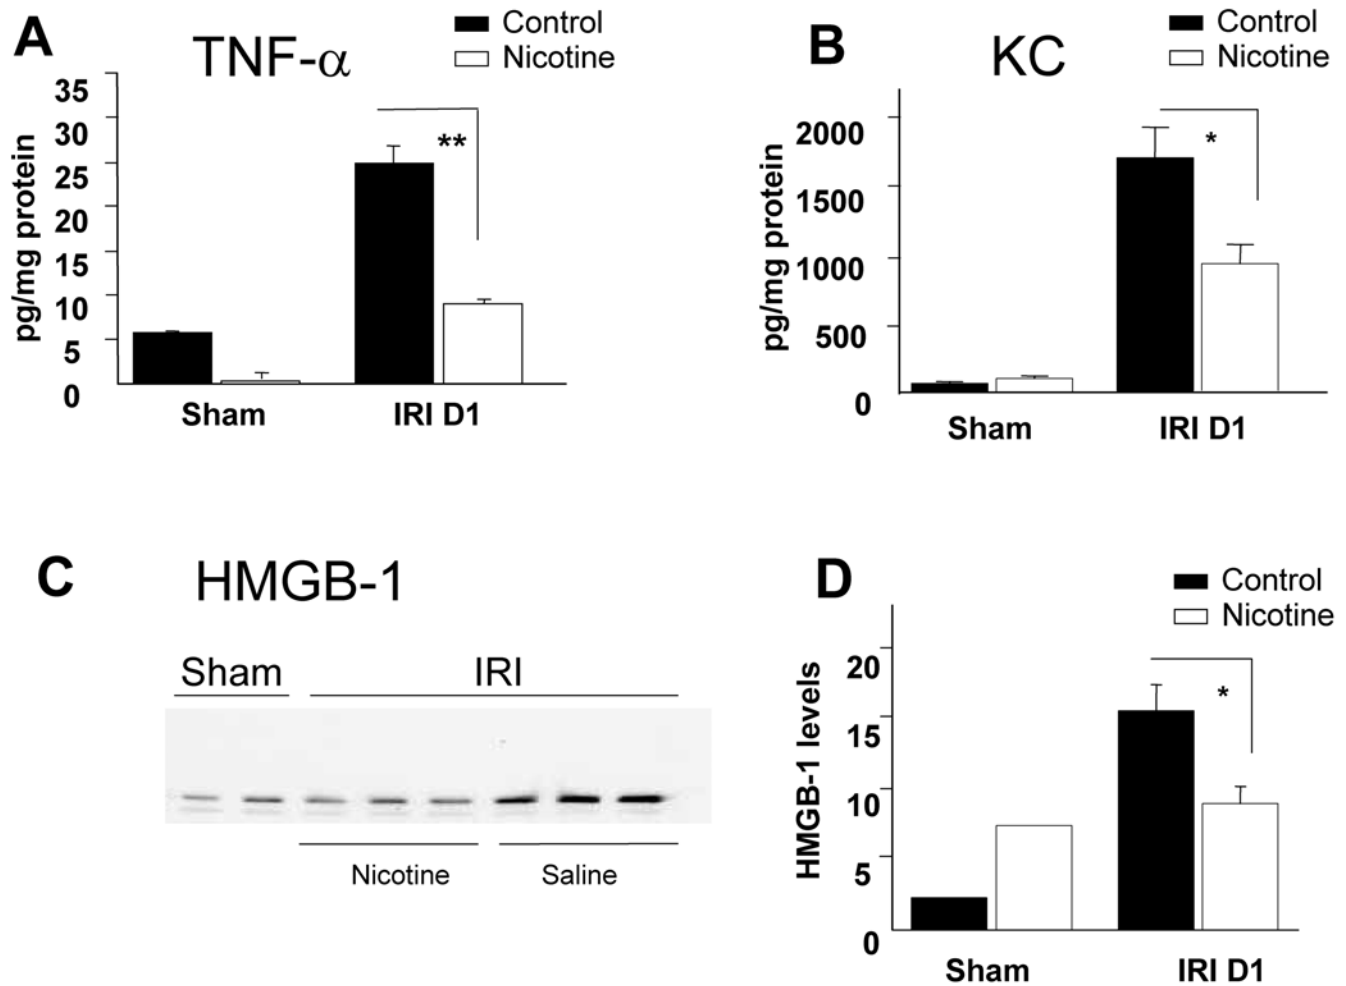 A
TNF-α
Control
Nicotine
35
30
25
20
15
10
5
0
pg/mg protein
**
Sham
IRI D1
B
KC
Control
Nicotine
2000
1500
1000
500
0
pg/mg protein
*
Sham
IRI D1
C
HMGB-1
Sham
IRI
Nicotine
Saline
D
Control
Nicotine
20
15
10
5
0
HMGB-1 levels
*
Sham
IRI D1